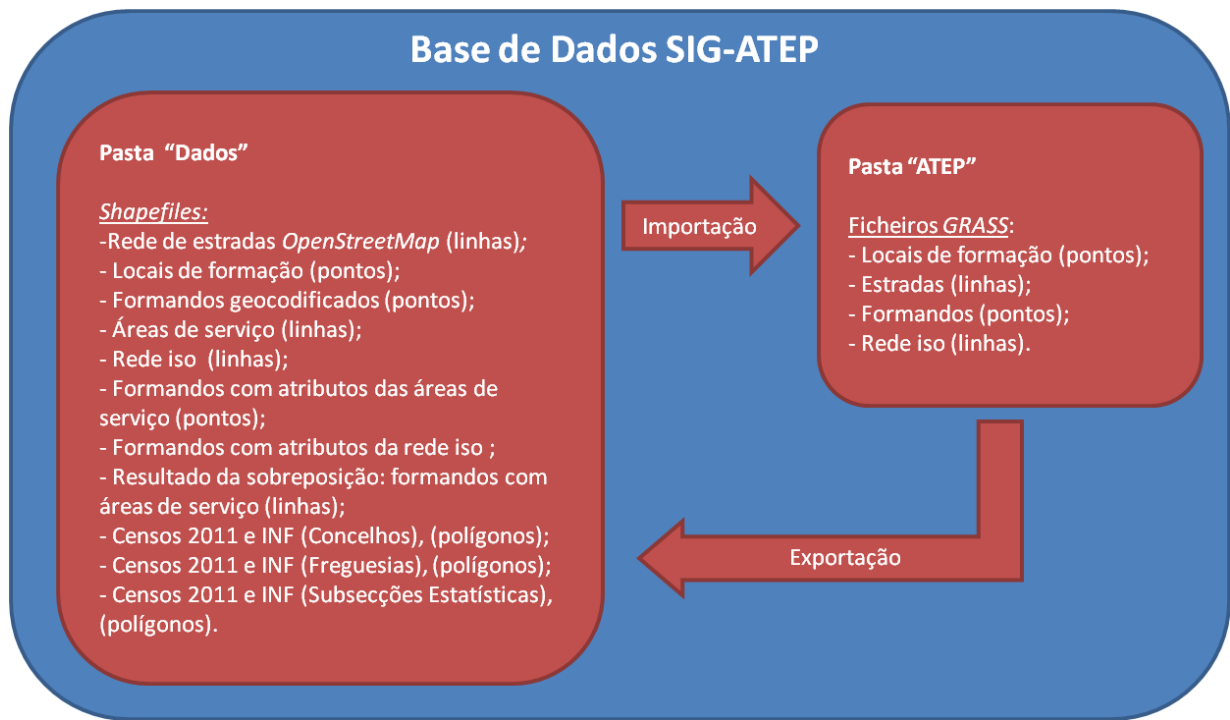 Base de Dados SIG-ATEP
Pasta “Dados”
Shapefiles:
-Rede de estradas OpenStreetMap (linhas);
- Locais de formação (pontos);
- Formandos geocodificados (pontos);
- Áreas de serviço (linhas);
- Rede iso (linhas);
- Formandos com atributos das áreas de
serviço (pontos);
- Formandos com atributos da rede iso ;
- Resultado da sobreposição: formandos com
áreas de serviço (linhas);
- Censos 2011 e INF (Concelhos), (polígonos);
- Censos 2011 e INF (Freguesias), (polígonos);
- Censos 2011 e INF (Subsecções Estatísticas),
(polígonos).
Importação
Pasta “ATEP”
Ficheiros GRASS:
- Locais de formação (pontos);
- Estradas (linhas);
- Formandos (pontos);
- Rede iso (linhas).
Exportação